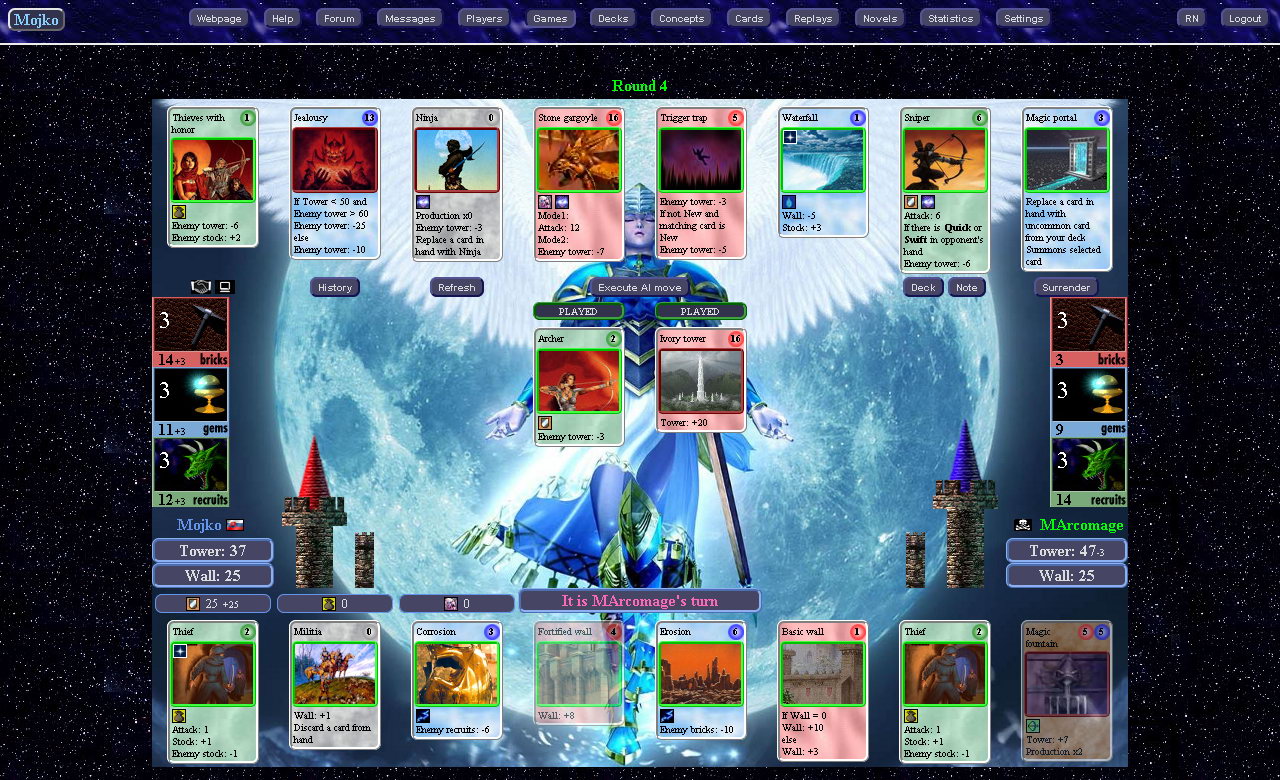 Mojko
Webpage Help Forum Messages Players Games Decks Concepts Cards Replays Novels Statistics Settings RN Logout
Round 4
Thieves with honor 1
Enemy tower: -6
Enemy stock: +2
Jealousy 13
If Tower < 50 and
Enemy tower > 60
Enemy tower: -25
else
Enemy tower: -10
Ninja 0
Production x0
Enemy tower: -3
Replace a card in
hand with Ninja
Stone gargoyle 16
Mode1:
Attack: 12
Mode2:
Enemy tower: -7
Trigger trap 5
Enemy tower: -3
If not New and
matching card is
New
Enemy tower: -5
Waterfall 1
Wall: -5
Stock: +3
Sniper 6
Attack: 6
If there is Quick or
Swift in opponent's
hand
Enemy tower: -6
Magic portal 3
Replace a card in
hand with
uncommon card
from your deck
Summons selected
card
History Refresh Execute AI move Deck Note Surrender
PLAYED PLAYED
Archer 2
Enemy tower: -3
Ivory tower 16
Tower: +20
3
14 +3 bricks
3
11 +3 gems
3
12 +3 recruits
3
3 bricks
3
9 gems
3
14 recruits
Mojko
Tower: 37
Wall: 25
MArcomage
Tower: 47 -3
Wall: 25
25 +25 0 0
It is MArcomage's turn
Thief 2
Attack: 1
Stock: +1
Enemy stock: -1
Militia 0
Wall: +1
Discard a card from
hand
Corrosion 3
Enemy recruits: -6
Fortified wall 4
Wall: +8
Erosion 6
Enemy bricks: -10
Basic wall 1
If Wall = 0
Wall: +10
else
Wall: +3
Thief 2
Attack: 1
Stock: +1
Enemy stock: -1
Magic fountain 5 5
Tower: +7
Production x2